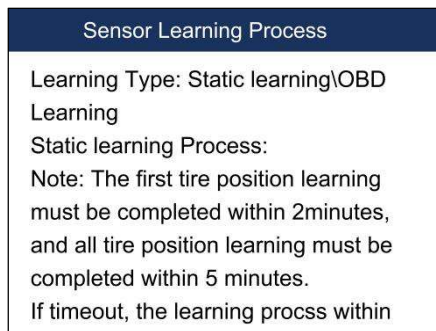 Sensor Learning Process
Learning Type: Static learning\OBD
Learning
Static learning Process:
Note: The first tire position learning
must be completed within 2minutes,
and all tire position learning must be
completed within 5 minutes.
If timeout, the learning procss within